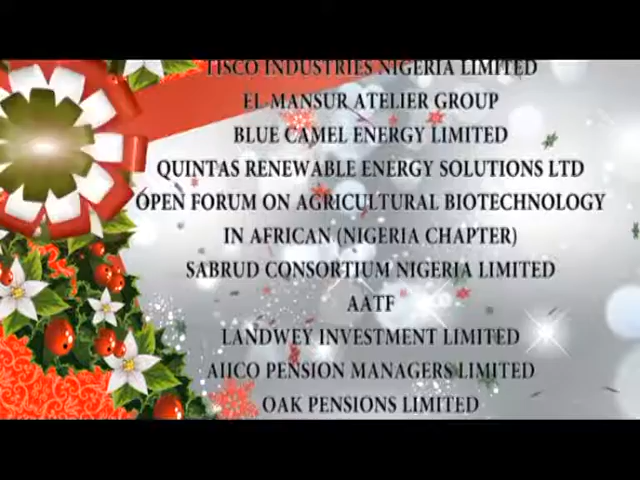 TISCO INDUSTRIES NIGERIA LIMITED
EL-MANSUR ATELIER GROUP
BLUE CAMEL ENERGY LIMITED
QUINTAS RENEWABLE ENERGY SOLUTIONS LTD
OPEN FORUM ON AGRICULTURAL BIOTECHNOLOGY
IN AFRICAN (NIGERIA CHAPTER)
SABRUD CONSORTIUM NIGERIA LIMITED
AATF
LANDWEY INVESTMENT LIMITED
AIICO PENSION MANAGERS LIMITED
OAK PENSIONS LIMITED